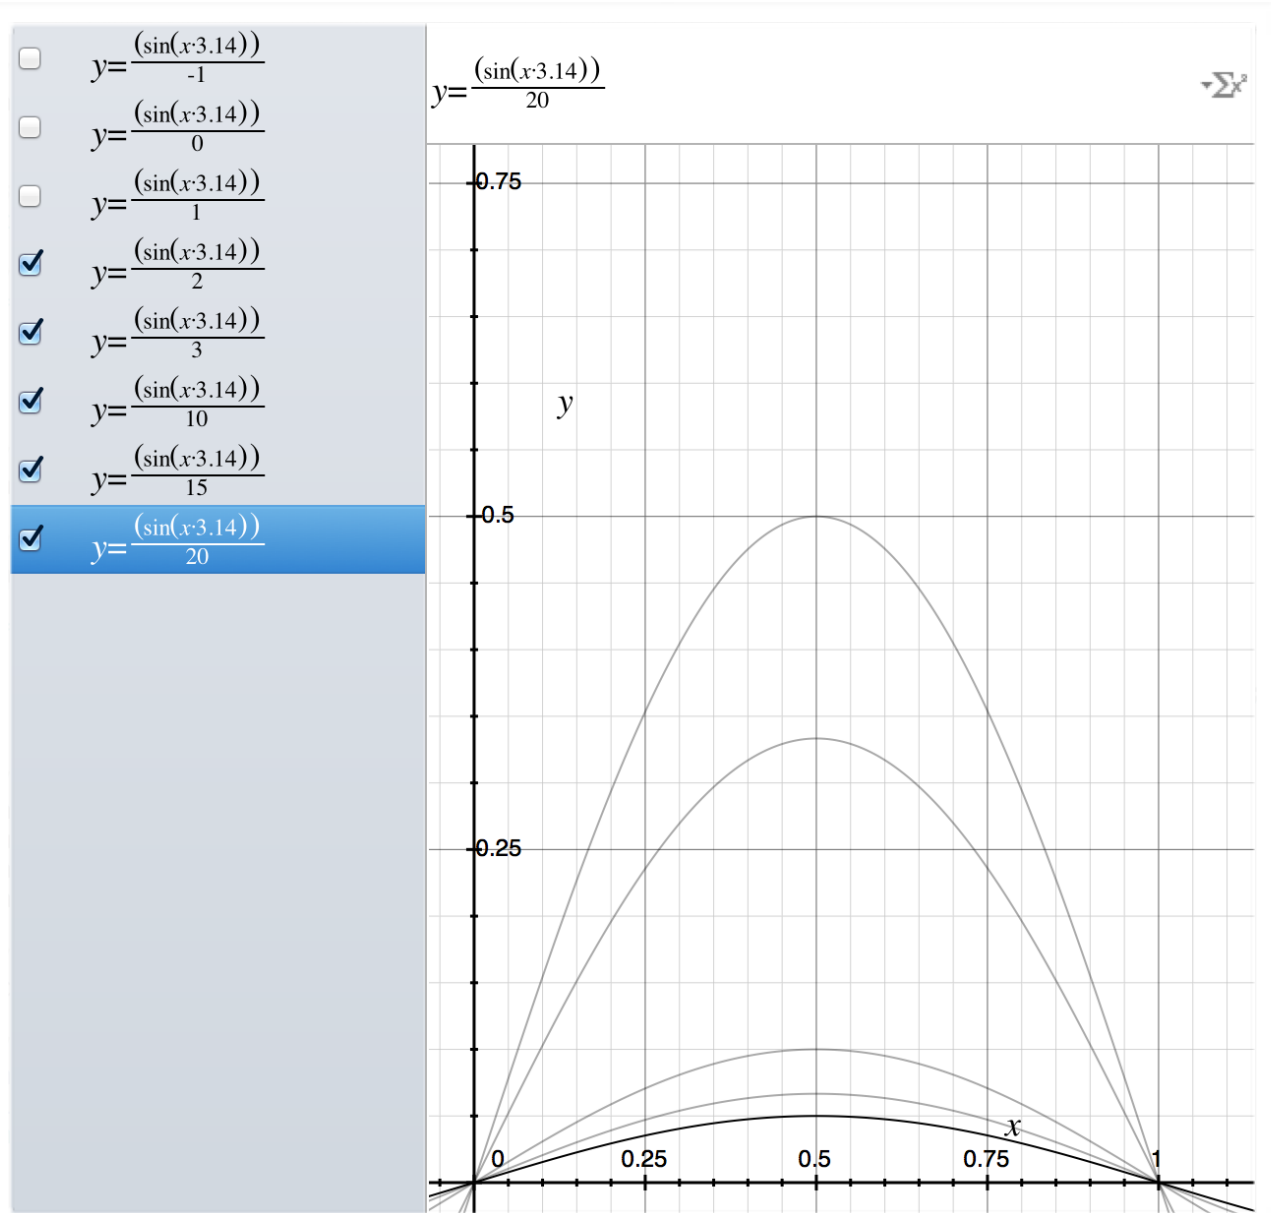 y=(sin(x·3.14))/-1
y=(sin(x·3.14))/0
y=(sin(x·3.14))/1
y=(sin(x·3.14))/2
y=(sin(x·3.14))/3
y=(sin(x·3.14))/10
y=(sin(x·3.14))/15
y=(sin(x·3.14))/20
y=(sin(x·3.14))/20
Σx²
0.75
y
0.5
0.25
x
0 0.25 0.5 0.75 1